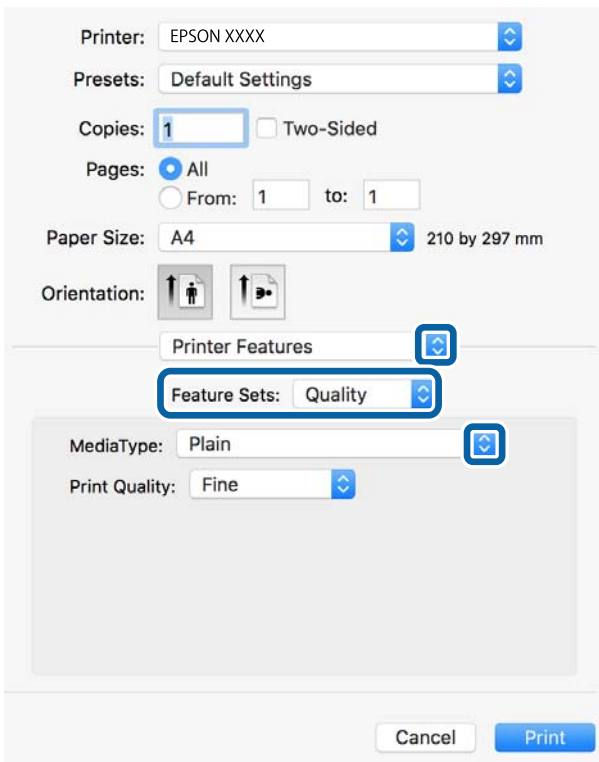 Printer: EPSON XXXX
Presets: Default Settings
Copies: 1 Two-Sided
Pages: All
From: 1 to: 1
Paper Size: A4 210 by 297 mm
Orientation:
Printer Features
Feature Sets: Quality
MediaType: Plain
Print Quality: Fine
Cancel Print